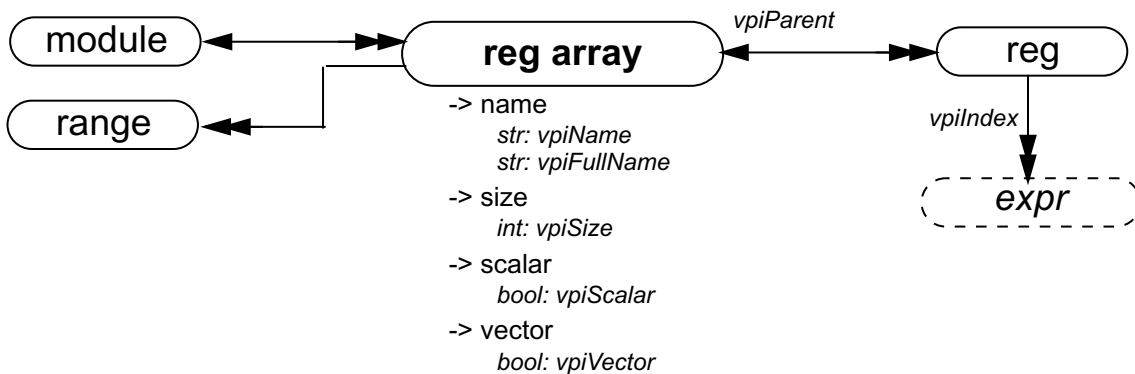 vpiParent
module
reg array
reg
range
-> name
str: vpiName
str: vpiFullName
-> size
int: vpiSize
-> scalar
bool: vpiScalar
-> vector
bool: vpiVector
vpiIndex
expr